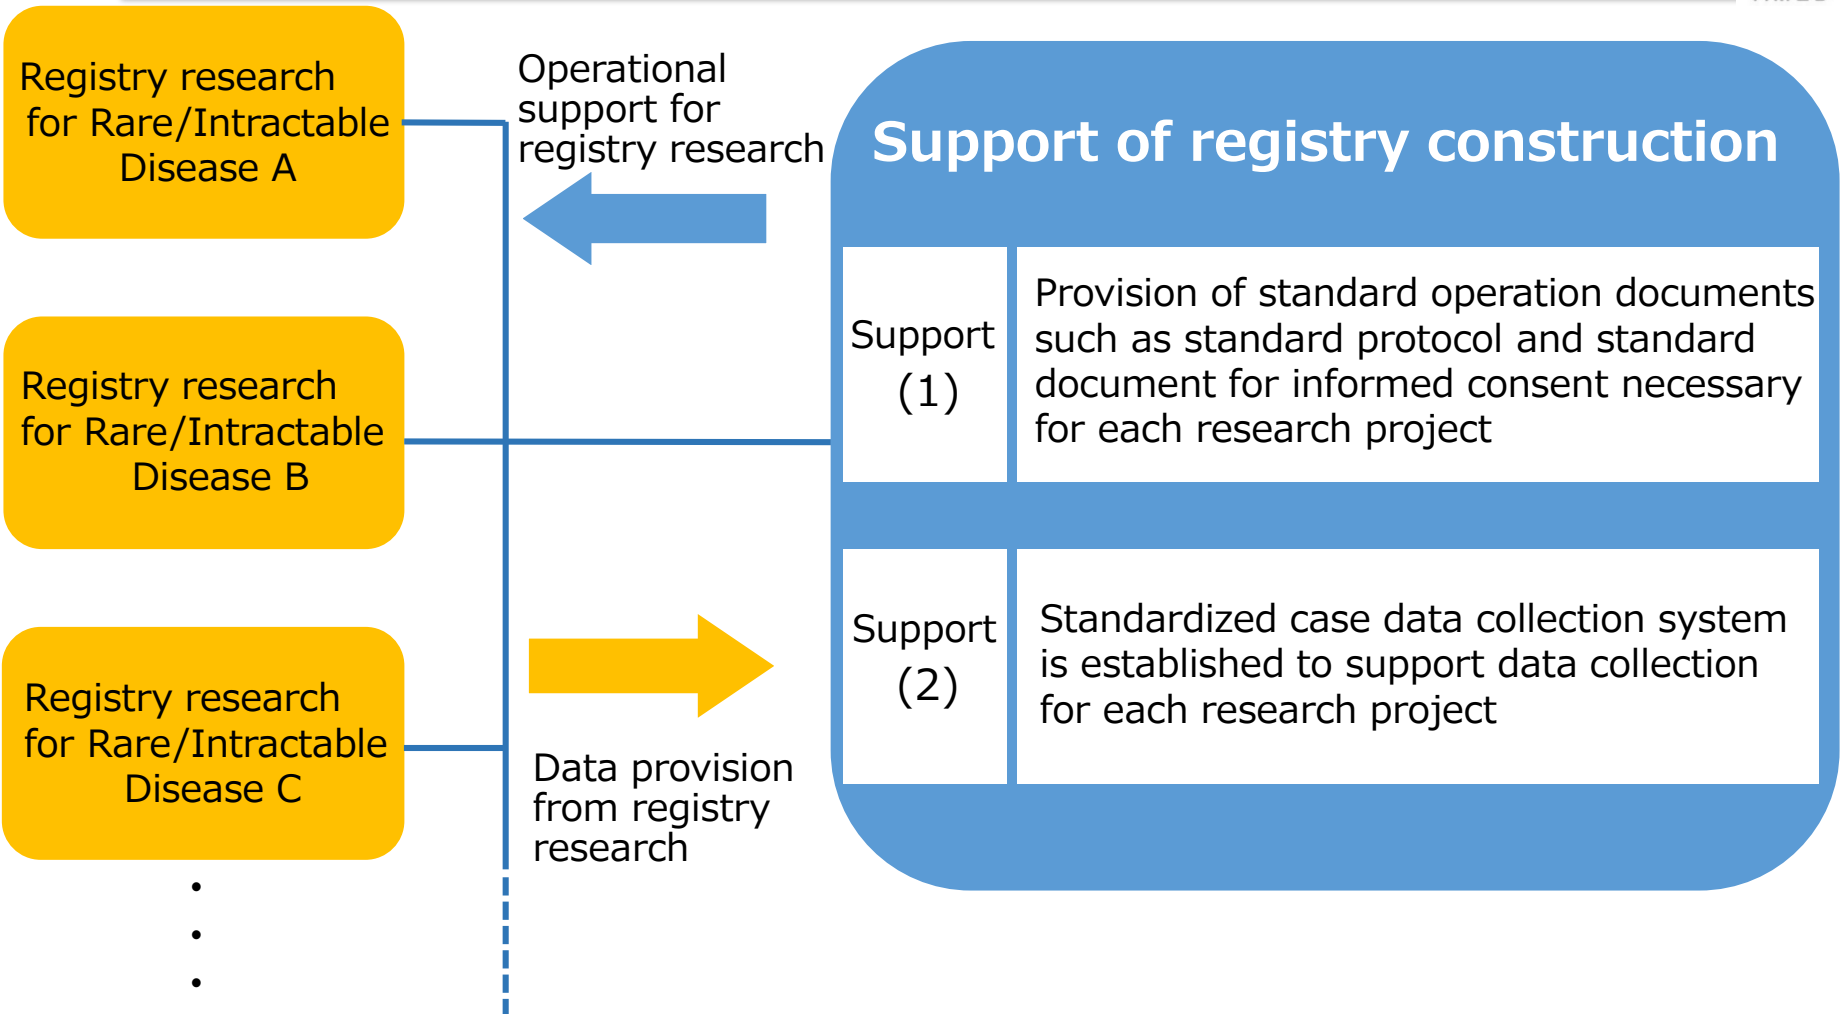 Registry research
for Rare/Intractable
Disease A
Operational
support for
registry research
Support of registry construction
Support
(1)
Provision of standard operation documents
such as standard protocol and standard
document for informed consent necessary
for each research project
Registry research
for Rare/Intractable
Disease B
Support
(2)
Standardized case data collection system
is established to support data collection
for each research project
Registry research
for Rare/Intractable
Disease C
Data provision
from registry
research